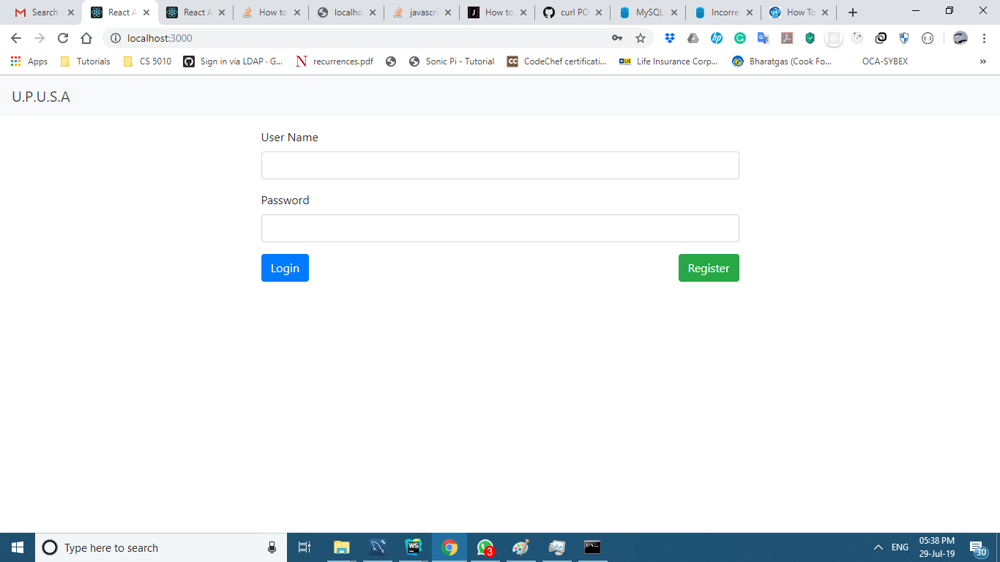 Search React A React A How to localho javascri How to curl PO MySQL Incorre How To
localhost:3000
Apps Tutorials CS 5010 Sign in via LDAP · G... N recurrences.pdf Sonic Pi - Tutorial CC CodeChef certificati... LIC Life Insurance Corp... Bharatgas (Cook Fo... OCA-SYBEX »
U.P.U.S.A
User Name
Password
Login Register
Type here to search WS 3 ENG 05:38 PM
29-Jul-19 30